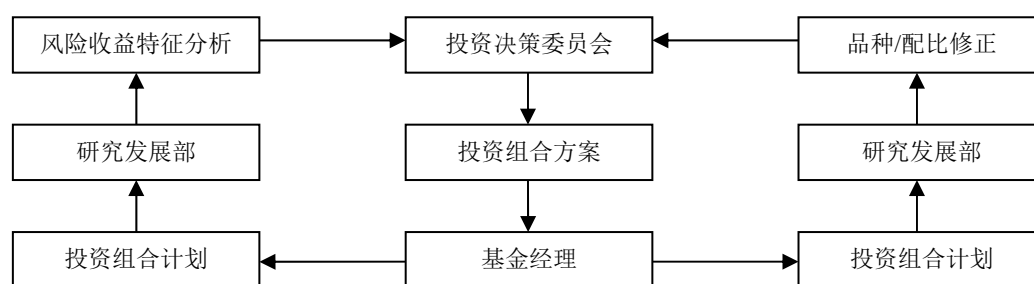 风险收益特征分析
投资决策委员会
品种/配比修正
研究发展部
投资组合方案
研究发展部
投资组合计划
基金经理
投资组合计划